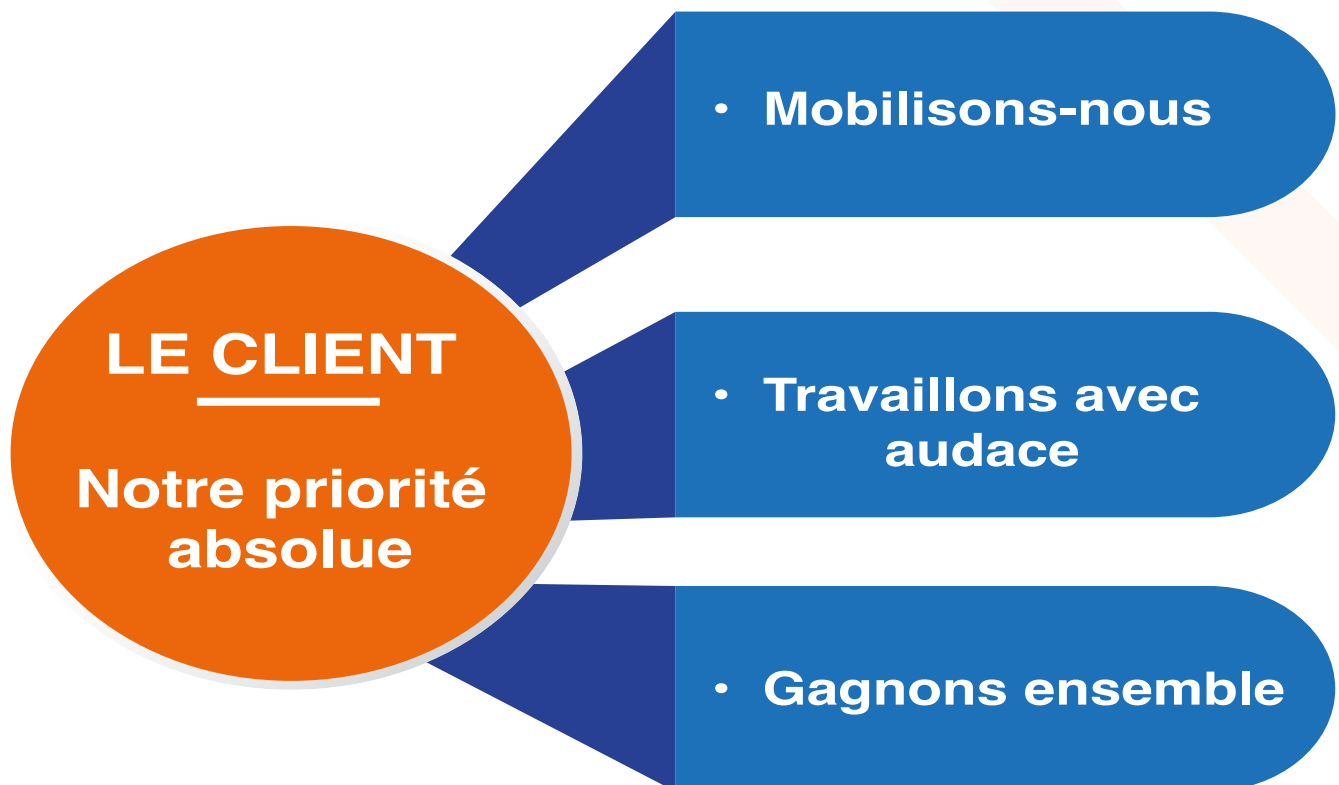 LE CLIENT
Notre priorité
absolue
• Mobilisons-nous
• Travaillons avec
audace
• Gagnons ensemble